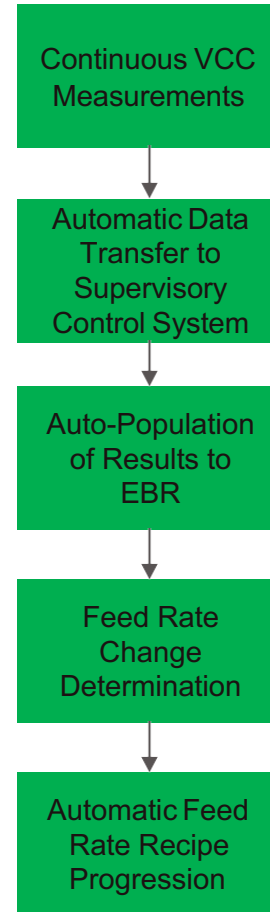 Continuous VCC
Measurements
Automatic Data
Transfer to
Supervisory
Control System
Auto-Population
of Results to
EBR
Feed Rate
Change
Determination
Automatic Feed
Rate Recipe
Progression